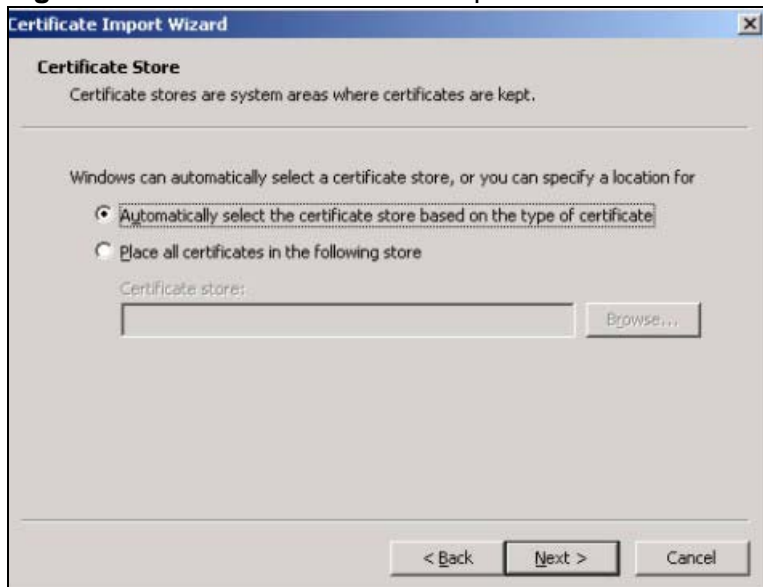 Certificate Import Wizard
Certificate Store
Certificate stores are system areas where certificates are kept.
Windows can automatically select a certificate store, or you can specify a location for
Automatically select the certificate store based on the type of certificate
Place all certificates in the following store
Certificate store:
Browse...
< Back Next > Cancel